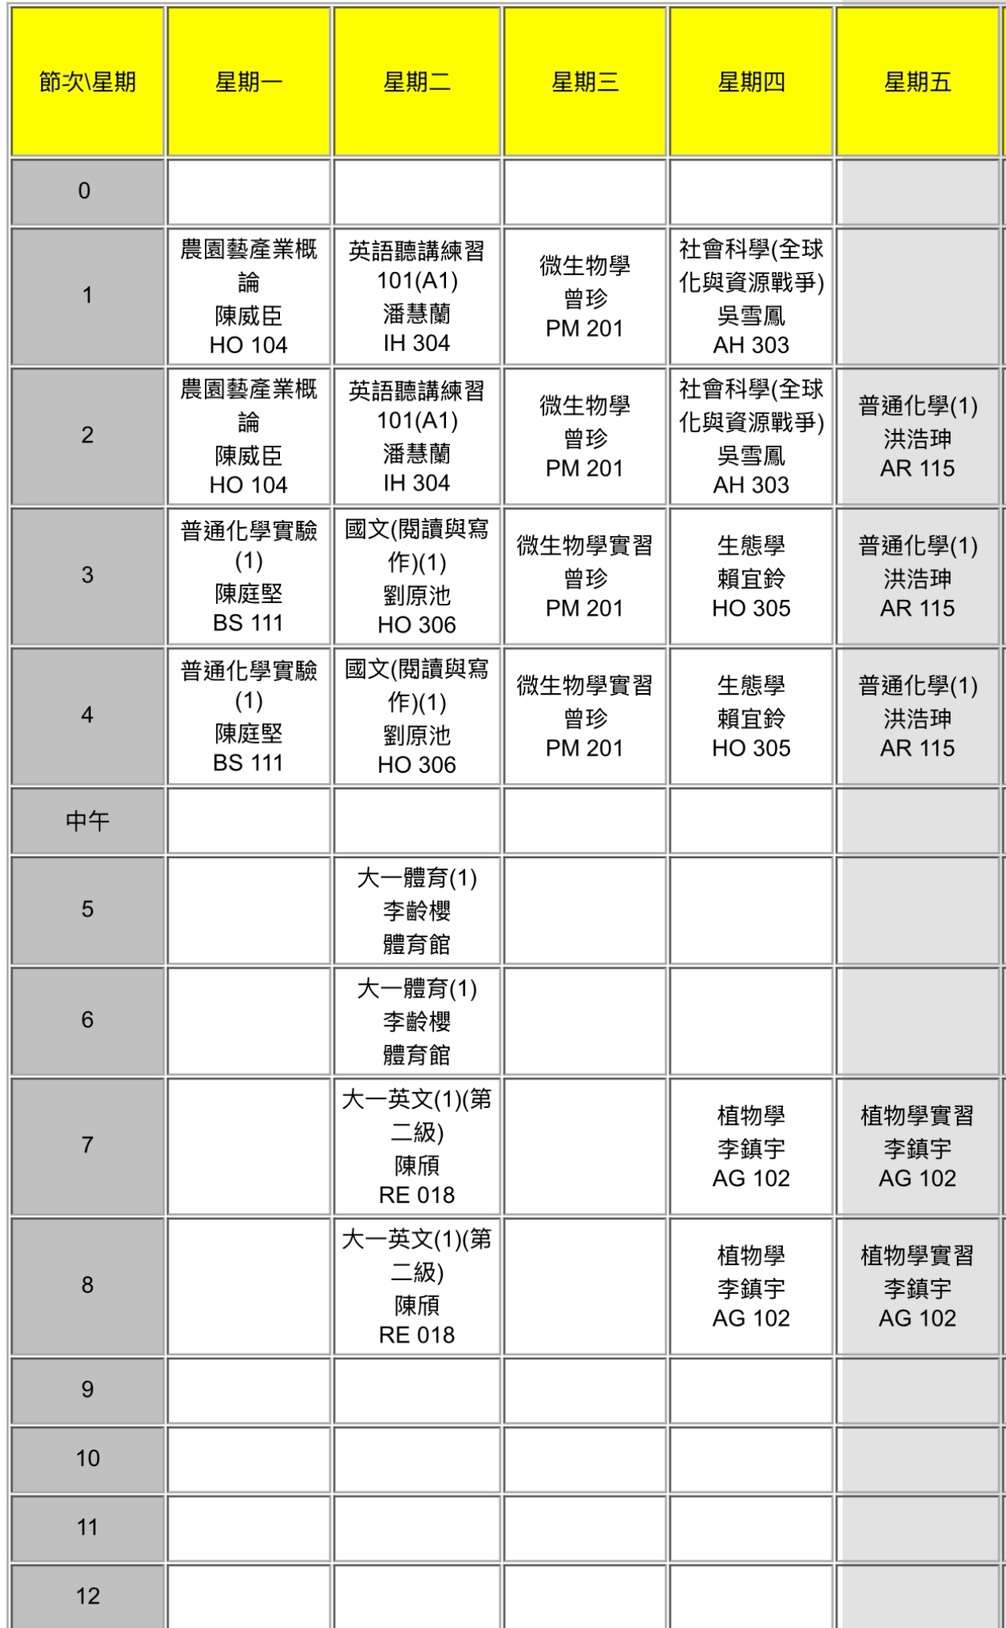 節次\星期 星期一 星期二 星期三 星期四 星期五
0
1
農園藝產業概
論
陳威臣
HO 104
英語聽講練習
101(A1)
潘慧蘭
IH 304
微生物學
曾珍
PM 201
社會科學(全球
化與資源戰爭)
吳雪鳳
AH 303
2
農園藝產業概
論
陳威臣
HO 104
英語聽講練習
101(A1)
潘慧蘭
IH 304
微生物學
曾珍
PM 201
社會科學(全球
化與資源戰爭)
吳雪鳳
AH 303
普通化學(1)
洪浩珅
AR 115
3
普通化學實驗
(1)
陳庭堅
BS 111
國文(閱讀與寫
作)(1)
劉原池
HO 306
微生物學實習
曾珍
PM 201
生態學
賴宜鈴
HO 305
普通化學(1)
洪浩珅
AR 115
4
普通化學實驗
(1)
陳庭堅
BS 111
國文(閱讀與寫
作)(1)
劉原池
HO 306
微生物學實習
曾珍
PM 201
生態學
賴宜鈴
HO 305
普通化學(1)
洪浩珅
AR 115
中午
5
大一體育(1)
李齡櫻
體育館
6
大一體育(1)
李齡櫻
體育館
7
大一英文(1)(第
二級)
陳頎
RE 018
植物學
李鎮宇
AG 102
植物學實習
李鎮宇
AG 102
8
大一英文(1)(第
二級)
陳頎
RE 018
植物學
李鎮宇
AG 102
植物學實習
李鎮宇
AG 102
9
10
11
12